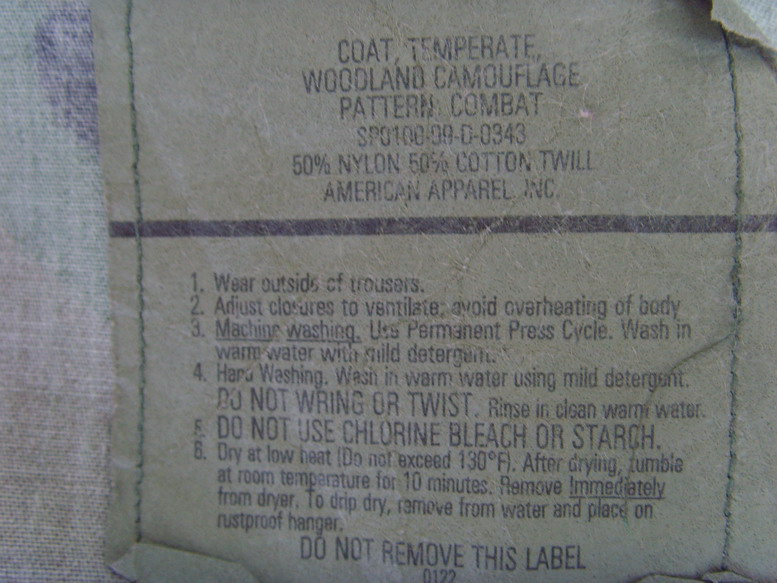 COAT, TEMPERATE,
WOODLAND CAMOUFLAGE
PATTERN: COMBAT
SP0100-99-D-0343
50% NYLON 50% COTTON TWILL
AMERICAN APPAREL INC
1. Wear outside of trousers.
2. Adjust closures to ventilate; avoid overheating of body
3. Machine washing. Use Permanent Press Cycle. Wash in
warm water with mild detergent.
4. Hand Washing. Wash in warm water using mild detergent.
DO NOT WRING OR TWIST. Rinse in clean warm water.
5. DO NOT USE CHLORINE BLEACH OR STARCH.
6. Dry at low heat (Do not exceed 130°F). After drying, tumble
at room temperature for 10 minutes. Remove Immediately
from dryer. To drip dry, remove from water and place on
rustproof hanger.
DO NOT REMOVE THIS LABEL
0122